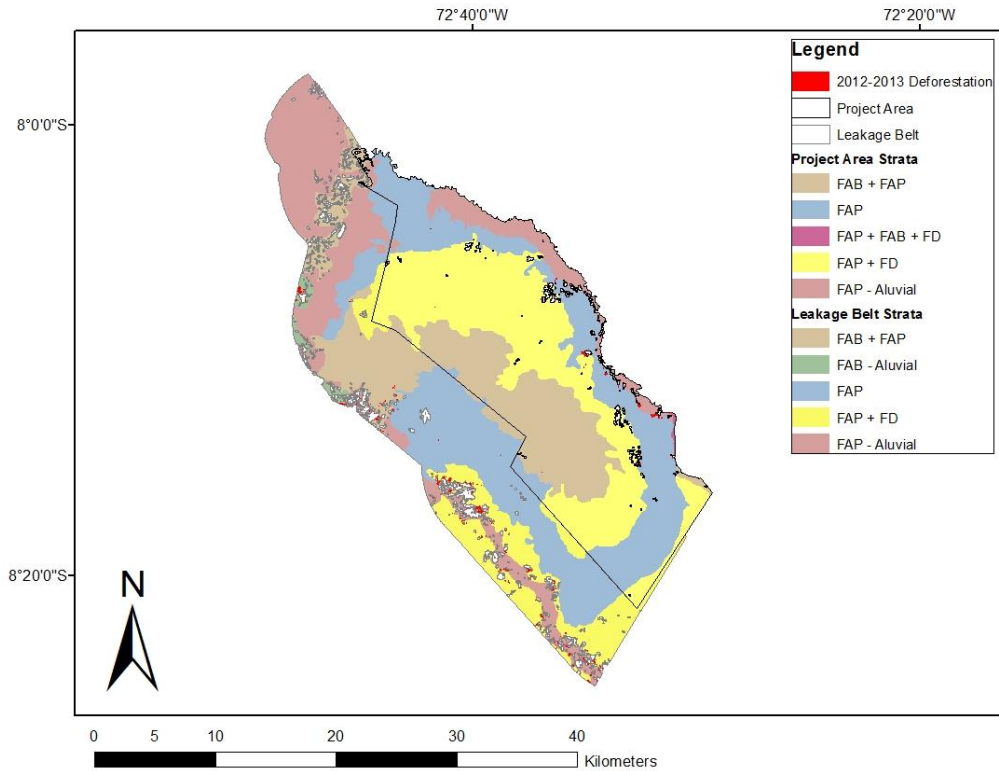 72°40'0"W
72°20'0"W
8°0'0"S
8°20'0"S
Legend
2012-2013 Deforestation
Project Area
Leakage Belt
Project Area Strata
FAB + FAP
FAP
FAP + FAB + FD
FAP + FD
FAP - Aluvial
Leakage Belt Strata
FAB + FAP
FAB - Aluvial
FAP
FAP + FD
FAP - Aluvial
N
0 5 10 20 30 40
Kilometers